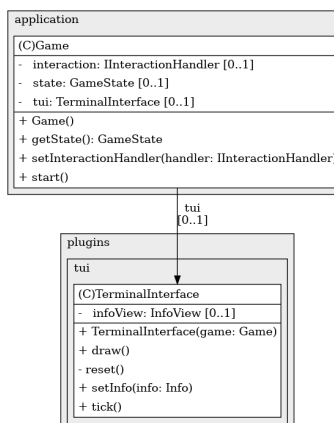 application
(C)Game
- interaction: IInteractionHandler [0..1]
- state: GameState [0..1]
- tui: TerminalInterface [0..1]
+ Game()
+ getState(): GameState
+ setInteractionHandler(handler: IInteractionHandler)
+ start()
tui
[0..1]
plugins
tui
(C)TerminalInterface
- infoView: InfoView [0..1]
+ TerminalInterface(game: Game)
+ draw()
- reset()
+ setInfo(info: Info)
+ tick()